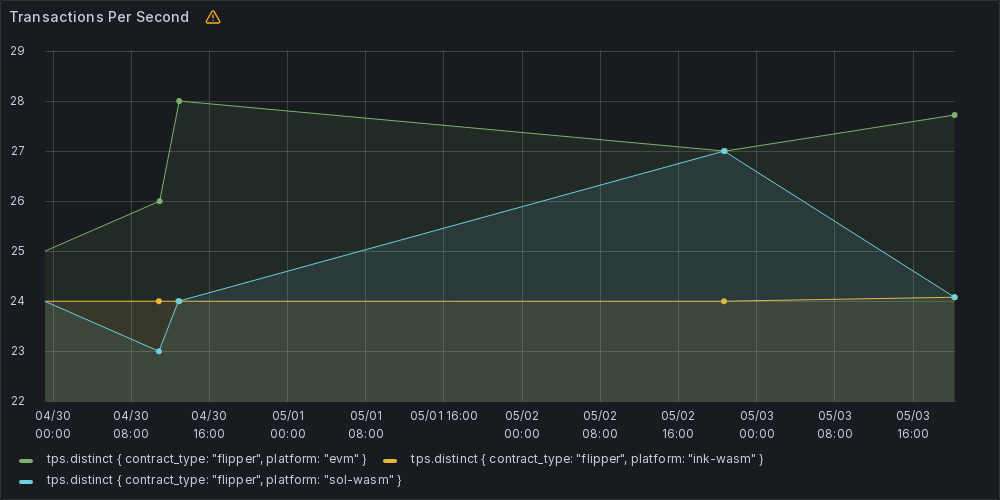 Transactions Per Second
29
28
27
26
25
24
23
22
04/30 04/30 04/30 05/01 05/01 05/01 16:00 05/02 05/02 05/02 05/03 05/03 05/03
00:00 08:00 16:00 00:00 08:00 00:00 08:00 16:00 00:00 08:00 16:00
tps.distinct { contract_type: "flipper", platform: "evm" } tps.distinct { contract_type: "flipper", platform: "ink-wasm" }
tps.distinct { contract_type: "flipper", platform: "sol-wasm" }